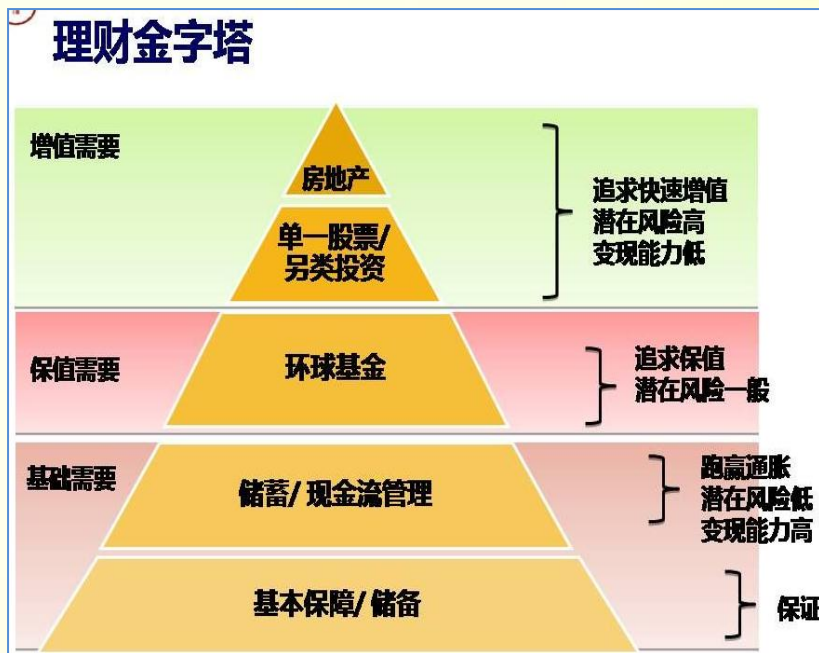 理财金字塔
增值需要
房地产
单一股票/
另类投资
追求快速增值
潜在风险高
变现能力低
保值需要
环球基金
追求保值
潜在风险一般
基础需要
储蓄/ 现金流管理
跑赢通胀
潜在风险低
变现能力高
基本保障/ 储备
保证